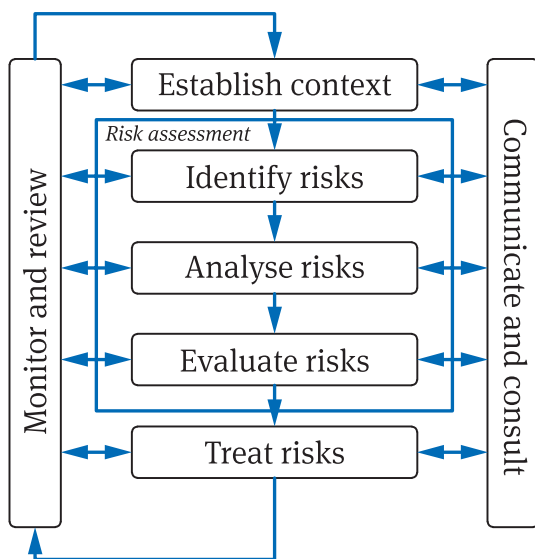 Establish context
Risk assessment
Identify risks
Analyse risks
Evaluate risks
Treat risks
Monitor and review
Communicate and consult